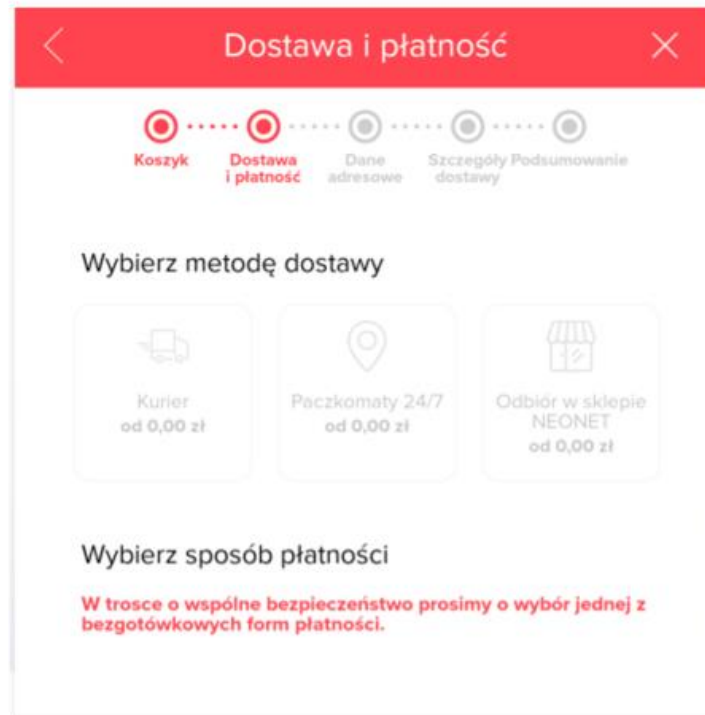 Dostawa i płatność
Koszyk
Dostawa
i płatność
Dane
adresowe
Szczegóły
dostawy
Podsumowanie
Wybierz metodę dostawy
Kurier
od 0,00 zł
Paczkomaty 24/7
od 0,00 zł
Odbiór w sklepie
NEONET
od 0,00 zł
Wybierz sposób płatności
W trosce o wspólne bezpieczeństwo prosimy o wybór jednej z
bezgotówkowych form płatności.